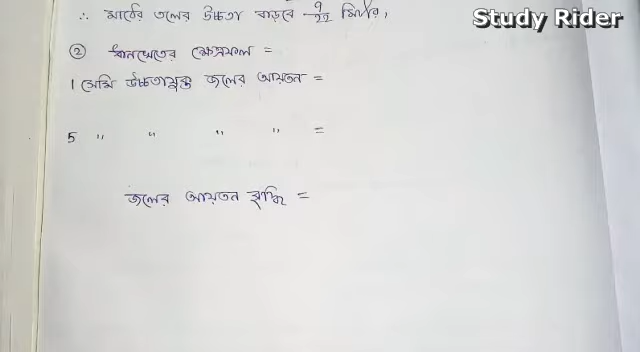 Study Rider
∴ মাঠের তলের উচ্চতা বাড়বে 9/22 মিটার,
② ধানখেতের ক্ষেত্রফল =
1 সেমি উচ্চতাযুক্ত জলের আয়তন =
5 " " " " =
জলের আয়তন বৃদ্ধি =